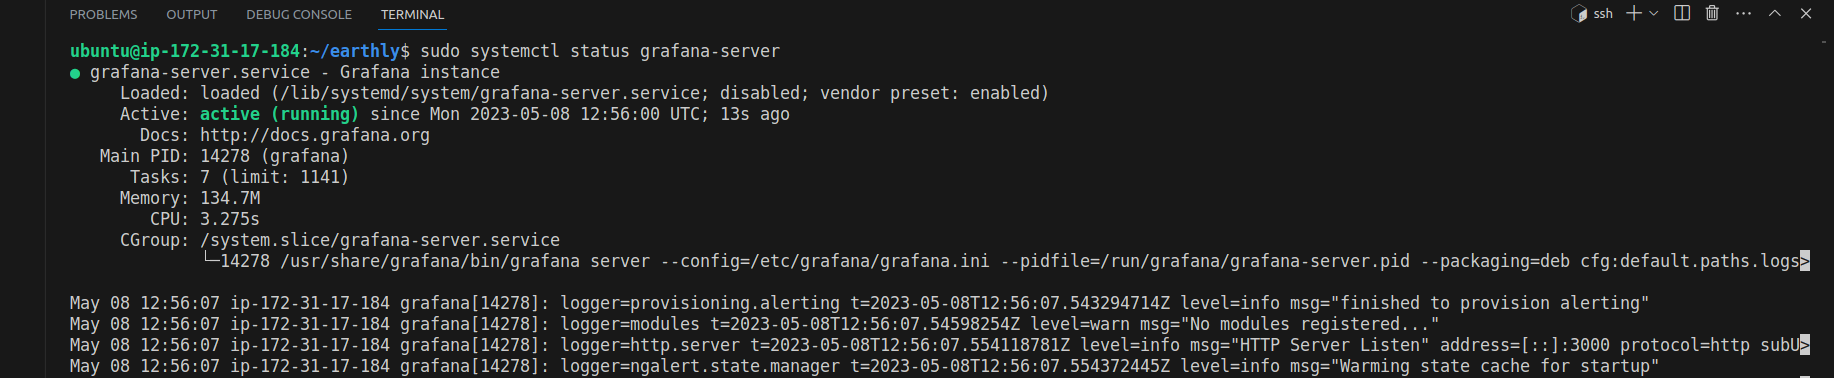 PROBLEMS OUTPUT DEBUG CONSOLE TERMINAL ssh
ubuntu@ip-172-31-17-184:~/earthly$ sudo systemctl status grafana-server
● grafana-server.service - Grafana instance
Loaded: loaded (/lib/systemd/system/grafana-server.service; disabled; vendor preset: enabled)
Active: active (running) since Mon 2023-05-08 12:56:00 UTC; 13s ago
Docs: http://docs.grafana.org
Main PID: 14278 (grafana)
Tasks: 7 (limit: 1141)
Memory: 134.7M
CPU: 3.275s
CGroup: /system.slice/grafana-server.service
└─14278 /usr/share/grafana/bin/grafana server --config=/etc/grafana/grafana.ini --pidfile=/run/grafana/grafana-server.pid --packaging=deb cfg:default.paths.logs>
May 08 12:56:07 ip-172-31-17-184 grafana[14278]: logger=provisioning.alerting t=2023-05-08T12:56:07.543294714Z level=info msg="finished to provision alerting"
May 08 12:56:07 ip-172-31-17-184 grafana[14278]: logger=modules t=2023-05-08T12:56:07.54598254Z level=warn msg="No modules registered..."
May 08 12:56:07 ip-172-31-17-184 grafana[14278]: logger=http.server t=2023-05-08T12:56:07.554118781Z level=info msg="HTTP Server Listen" address=[::]:3000 protocol=http subU>
May 08 12:56:07 ip-172-31-17-184 grafana[14278]: logger=ngalert.state.manager t=2023-05-08T12:56:07.554372445Z level=info msg="Warming state cache for startup"